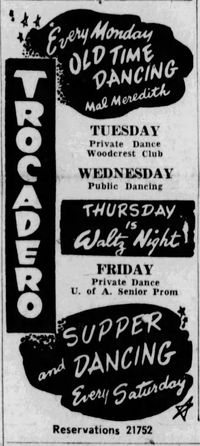 Every Monday
OLD TIME
DANCING
Mal Meredith
TROCADERO
TUESDAY
Private Dance
Woodcrest Club
WEDNESDAY
Public Dancing
THURSDAY
IS
Waltz Night!
FRIDAY
Private Dance
U. of A. Senior Prom
SUPPER
and DANCING
Every Saturday
Reservations 21752